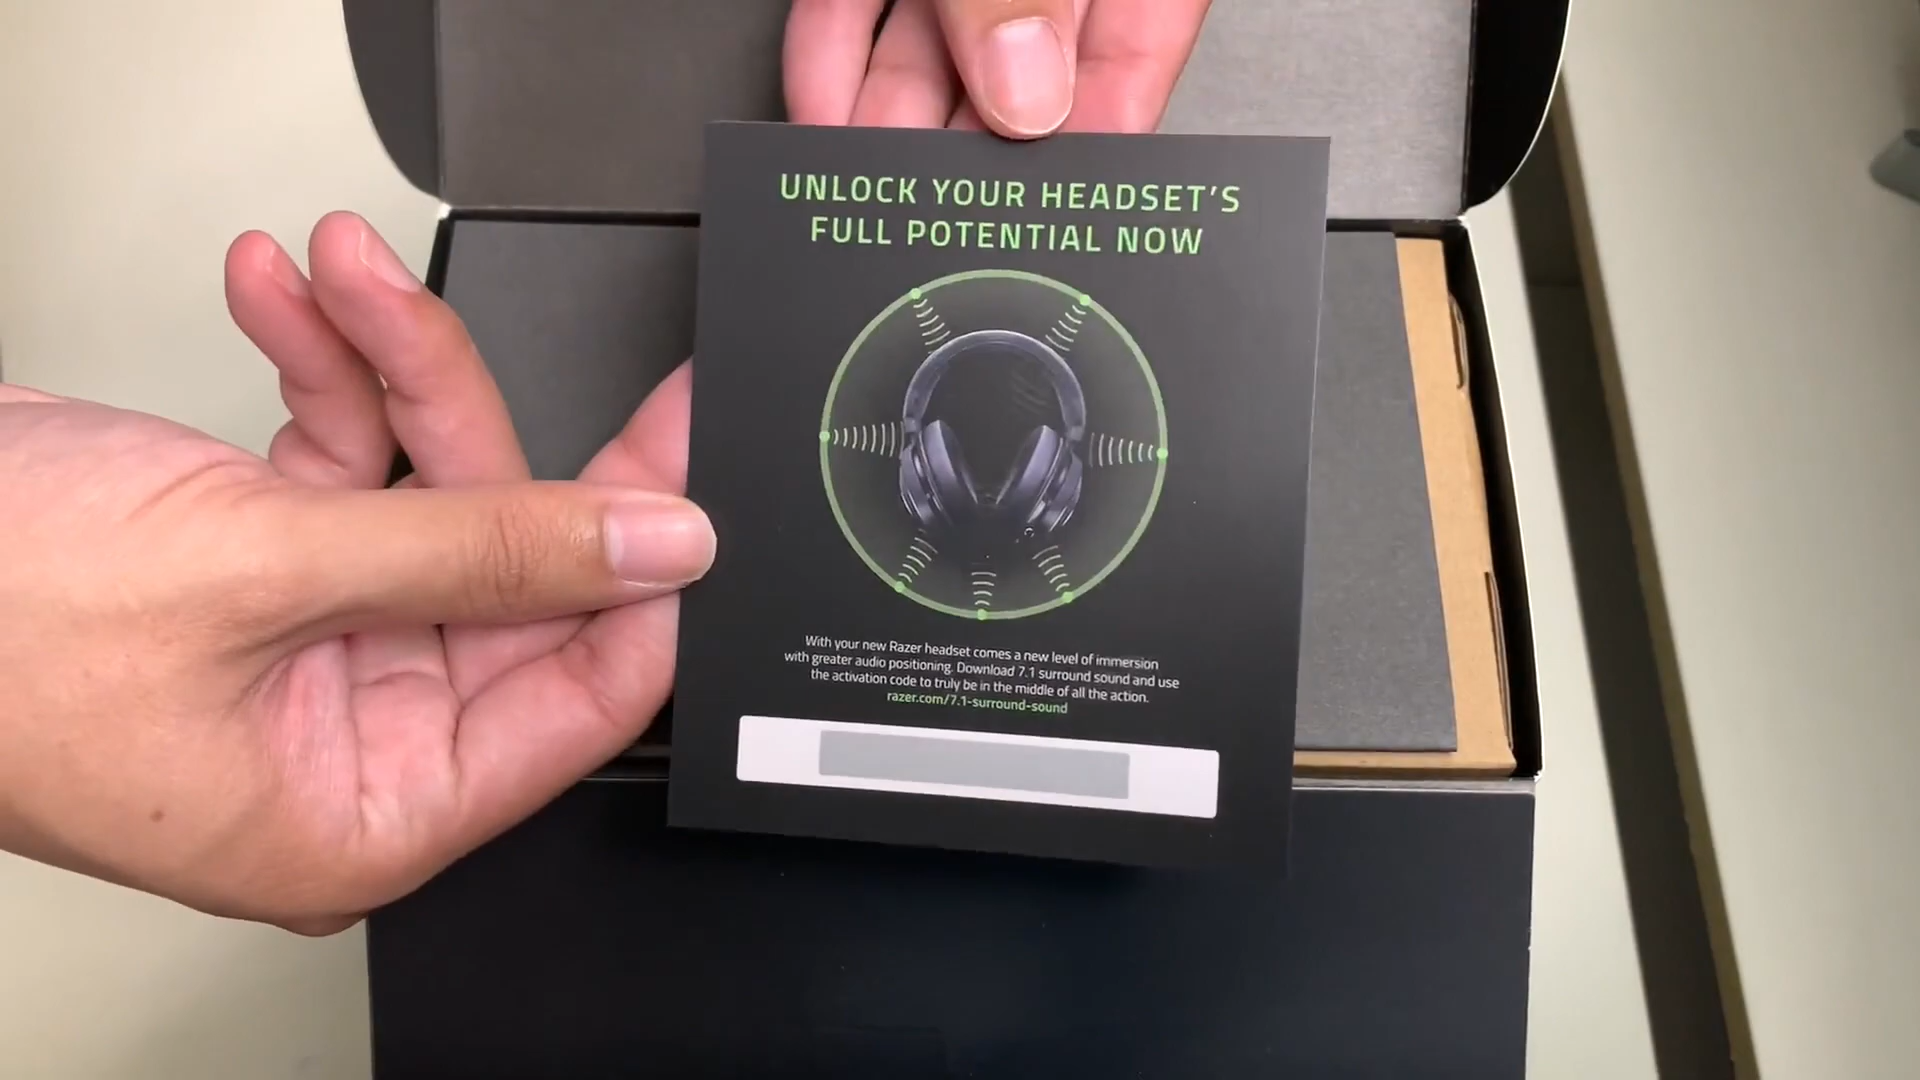 UNLOCK YOUR HEADSET'S
FULL POTENTIAL NOW
With your new Razer headset comes a new level of immersion
with greater audio positioning. Download 7.1 surround sound and use
the activation code to truly be in the middle of all the action.
razer.com/7.1-surround-sound